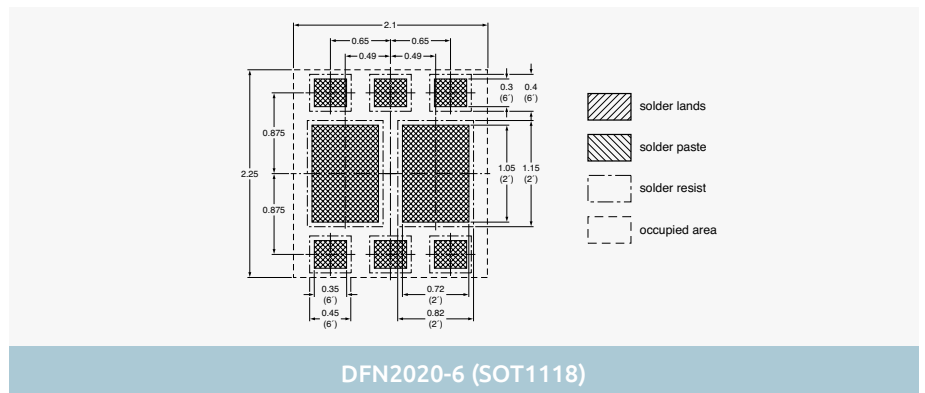 2.1
0.65 0.65
0.49 0.49
0.3 0.4
(6´) (6´)
solder lands
0.875
solder paste
2.25
1.05 1.15
(2´) (2´)
solder resist
0.875
occupied area
0.35 0.72
(6´) (2´)
0.45 0.82
(6´) (2´)
DFN2020-6 (SOT1118)